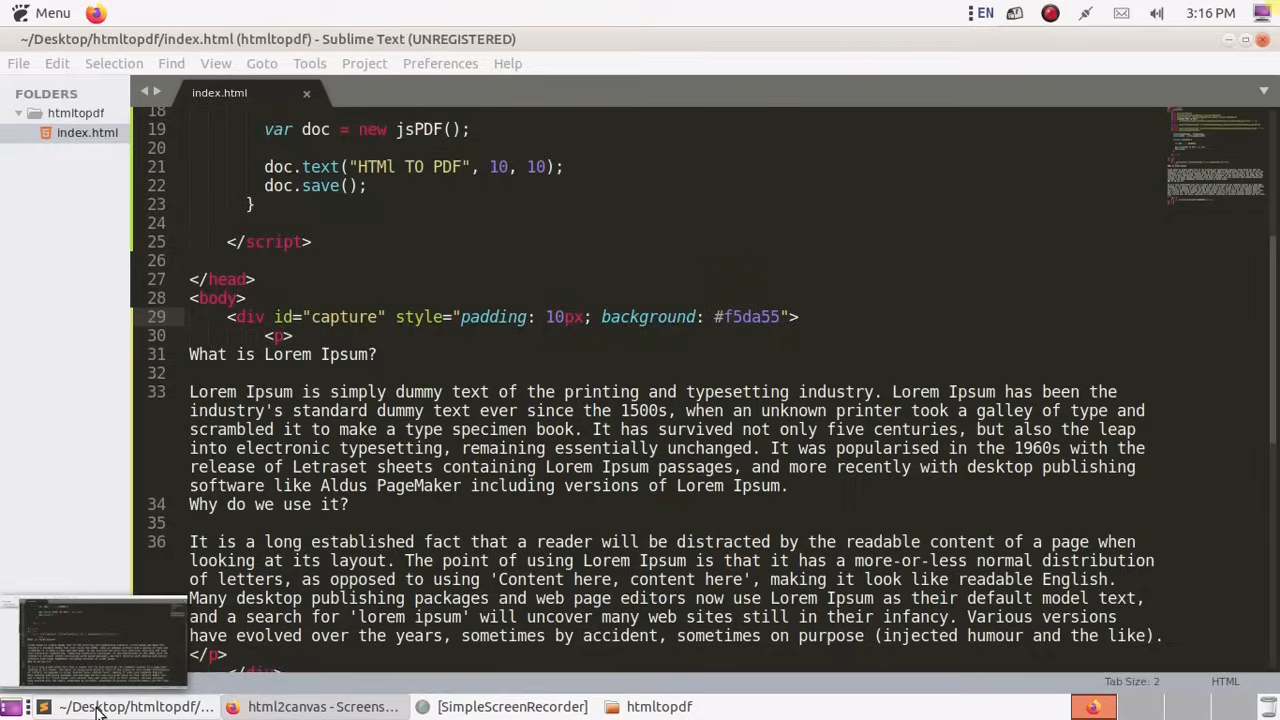 Menu
EN
3:16 PM
~/Desktop/htmltopdf/index.html (htmltopdf) - Sublime Text (UNREGISTERED)
File Edit Selection Find View Goto Tools Project Preferences Help
FOLDERS
htmltopdf
index.html
index.html
18
19 var doc = new jsPDF();
20
21 doc.text("HTMl TO PDF", 10, 10);
22 doc.save();
23 }
24
25 </script>
26
27 </head>
28 <body>
29 <div id="capture" style="padding: 10px; background: #f5da55">
30 <p>
31 What is Lorem Ipsum?
32
33 Lorem Ipsum is simply dummy text of the printing and typesetting industry. Lorem Ipsum has been the
industry's standard dummy text ever since the 1500s, when an unknown printer took a galley of type and
scrambled it to make a type specimen book. It has survived not only five centuries, but also the leap
into electronic typesetting, remaining essentially unchanged. It was popularised in the 1960s with the
release of Letraset sheets containing Lorem Ipsum passages, and more recently with desktop publishing
software like Aldus PageMaker including versions of Lorem Ipsum.
34 Why do we use it?
35
36 It is a long established fact that a reader will be distracted by the readable content of a page when
looking at its layout. The point of using Lorem Ipsum is that it has a more-or-less normal distribution
of letters, as opposed to using 'Content here, content here', making it look like readable English.
Many desktop publishing packages and web page editors now use Lorem Ipsum as their default model text,
and a search for 'lorem ipsum' will uncover many web sites still in their infancy. Various versions
have evolved over the years, sometimes by accident, sometimes on purpose (injected humour and the like).
</p>
</div>
Tab Size: 2 HTML
~/Desktop/htmltopdf/... html2canvas - Screens... [SimpleScreenRecorder] htmltopdf